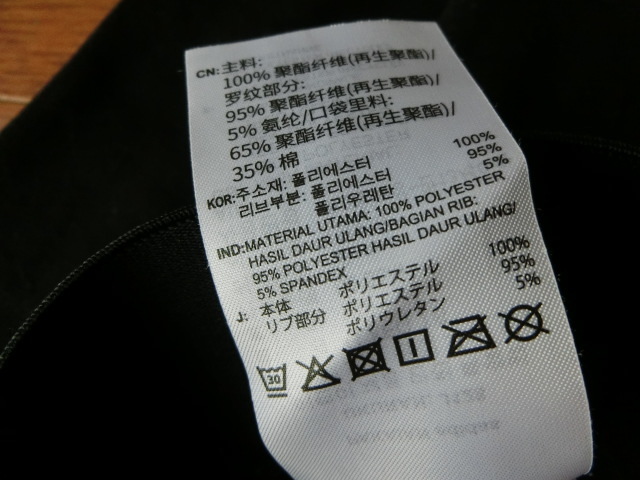 CN: 主料:
100% 聚酯纤维(再生聚酯)/
罗纹部分:
95% 聚酯纤维(再生聚酯)/
5% 氨纶/口袋里料:
65% 聚酯纤维(再生聚酯)/
35% 棉
KOR: 주소재: 폴리에스터 100%
리브부분: 폴리에스터 95%
폴리우레탄 5%
IND: MATERIAL UTAMA: 100% POLYESTER
HASIL DAUR ULANG/BAGIAN RIB:
95% POLYESTER HASIL DAUR ULANG/
5% SPANDEX
J: 本体 ポリエステル 100%
リブ部分 ポリエステル 95%
ポリウレタン 5%
30